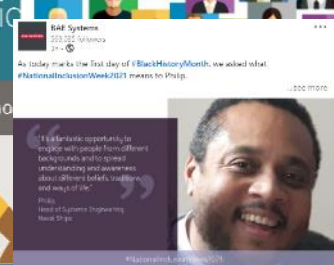 BAE Systems
followers
As today marks the first day of #BlackHistoryMonth, we asked what
#NationalInclusionWeek2021 means to Philip.
...see more
It's a fantastic opportunity to
engage with people from different
backgrounds and to spread
understanding and awareness
about different beliefs, traditions
and ways of life."
Philip,
Head of Systems Engineering
Naval Ships
#NationalInclusionWeek2021